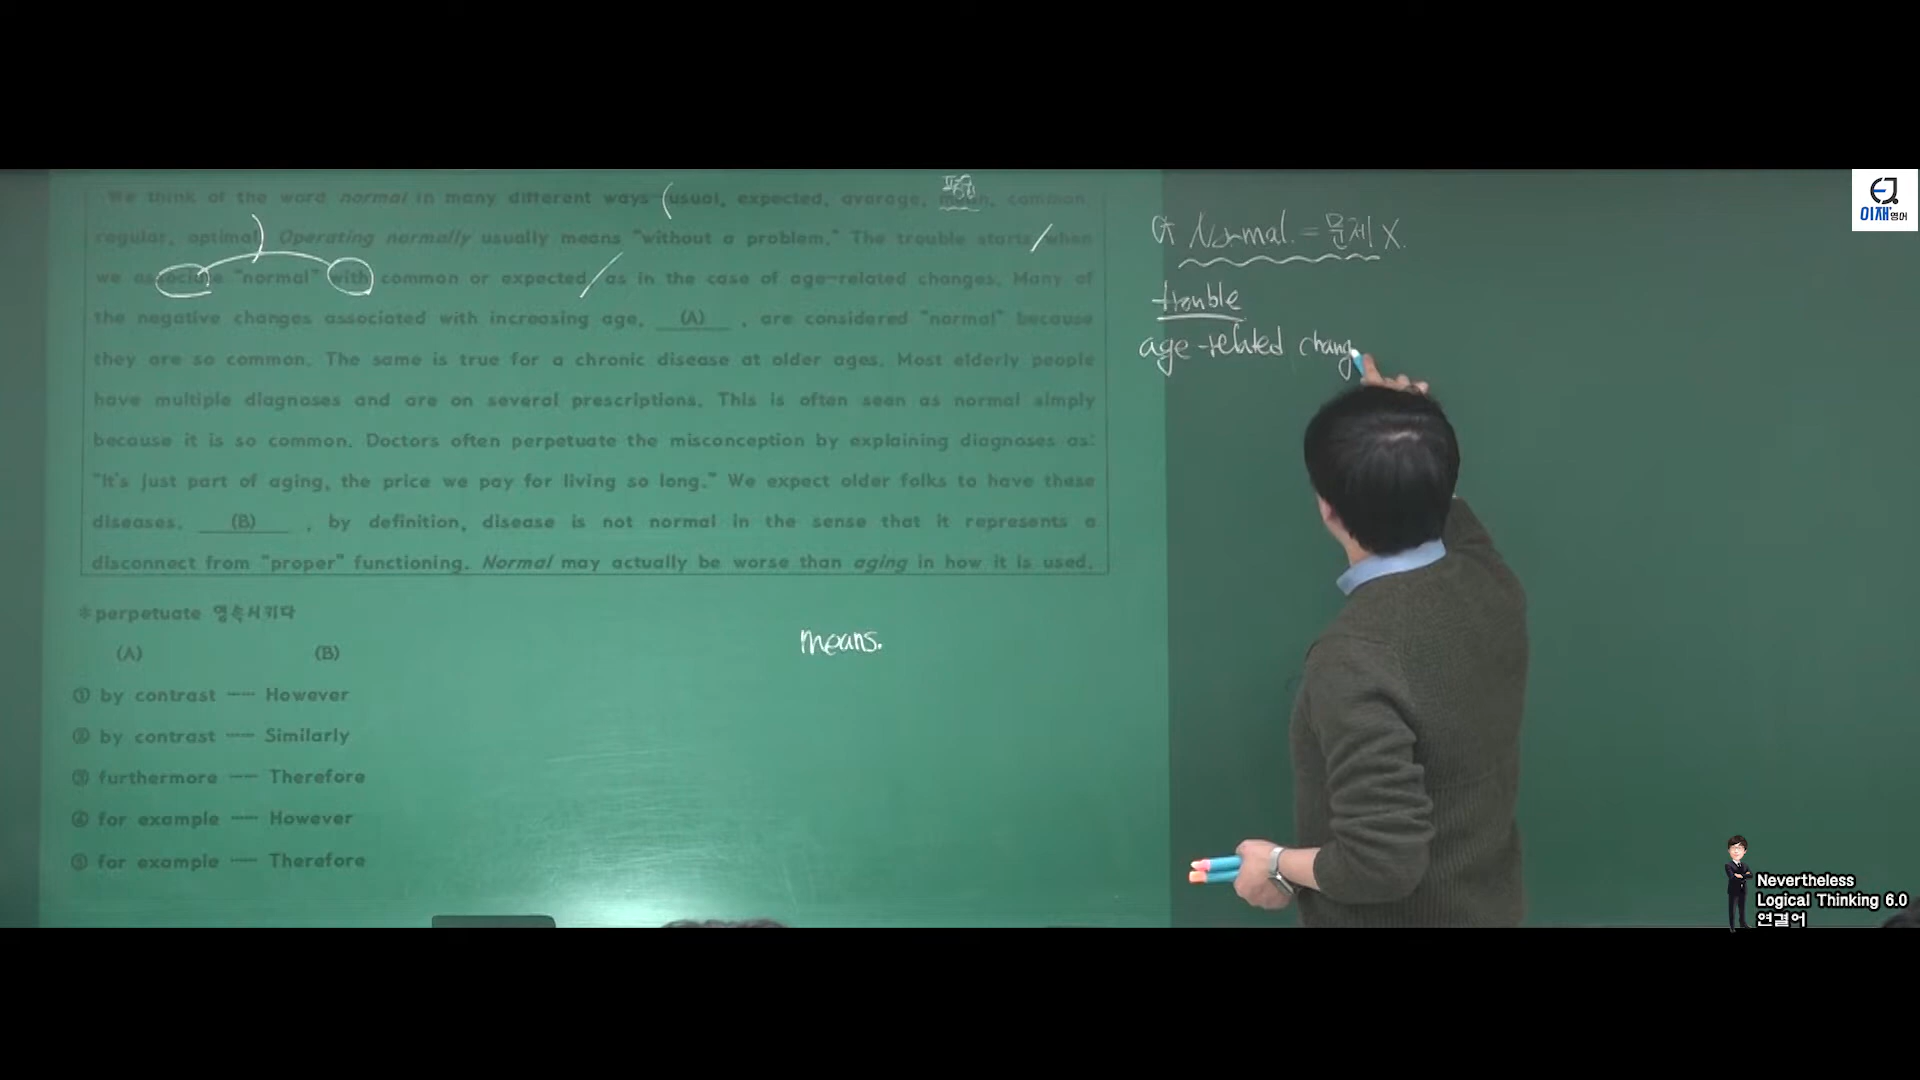 We think of the word normal in many different ways (usual, expected, average, mean, common,
regular, optimal). Operating normally usually means "without a problem." The trouble starts when
we associate "normal" with common or expected, as in the case of age-related changes. Many of
the negative changes associated with increasing age, (A) , are considered "normal" because
they are so common. The same is true for a chronic disease at older ages. Most elderly people
have multiple diagnoses and are on several prescriptions. This is often seen as normal simply
because it is so common. Doctors often perpetuate the misconception by explaining diagnoses as:
"It's just part of aging, the price we pay for living so long." We expect older folks to have these
diseases. (B) , by definition, disease is not normal in the sense that it represents a
disconnect from "proper" functioning. Normal may actually be worse than aging in how it is used.
*perpetuate 영속시키다
(A) (B)
① by contrast ····· However
② by contrast ····· Similarly
③ furthermore ····· Therefore
④ for example ····· However
⑤ for example ····· Therefore
means.
Normal. = 문제 X.
trouble
age-related chang
EJ
이재영어
Nevertheless
Logical Thinking 6.0
연결어